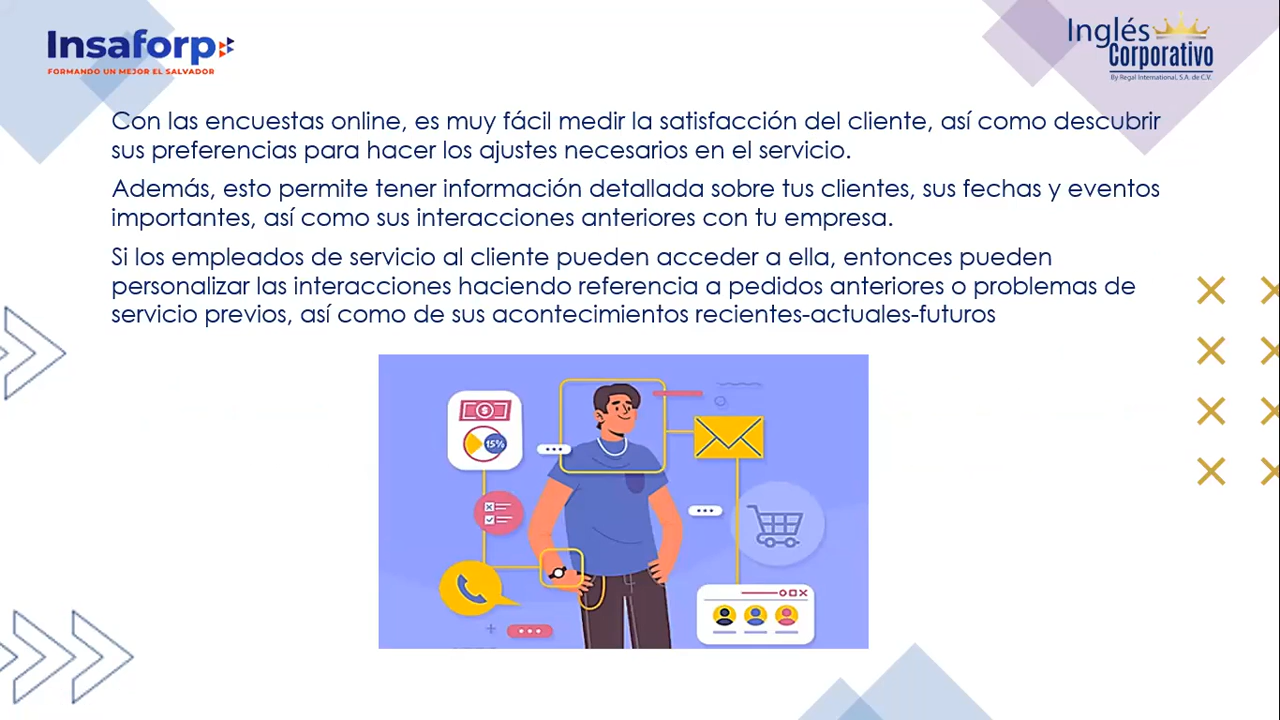 Insaforp
FORMANDO UN MEJOR EL SALVADOR
Inglés
Corporativo
By Regal International, S.A. de C.V.
Con las encuestas online, es muy fácil medir la satisfacción del cliente, así como descubrir
sus preferencias para hacer los ajustes necesarios en el servicio.
Además, esto permite tener información detallada sobre tus clientes, sus fechas y eventos
importantes, así como sus interacciones anteriores con tu empresa.
Si los empleados de servicio al cliente pueden acceder a ella, entonces pueden
personalizar las interacciones haciendo referencia a pedidos anteriores o problemas de
servicio previos, así como de sus acontecimientos recientes-actuales-futuros
$
15%